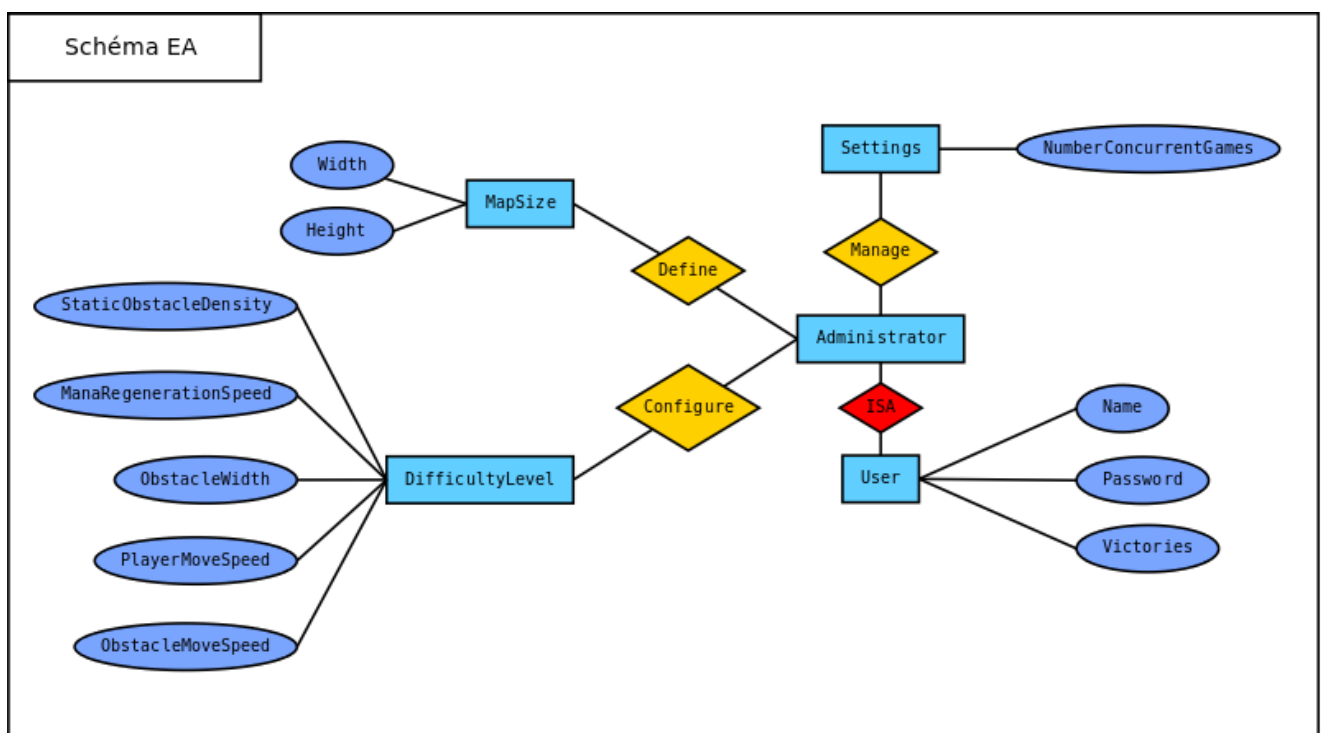 Schéma EA
Settings
NumberConcurrentGames
Width
MapSize
Height
Manage
Define
StaticObstacleDensity
Administrator
ManaRegenerationSpeed
Configure
ISA
Name
ObstacleWidth
DifficultyLevel
User
Password
PlayerMoveSpeed
Victories
ObstacleMoveSpeed